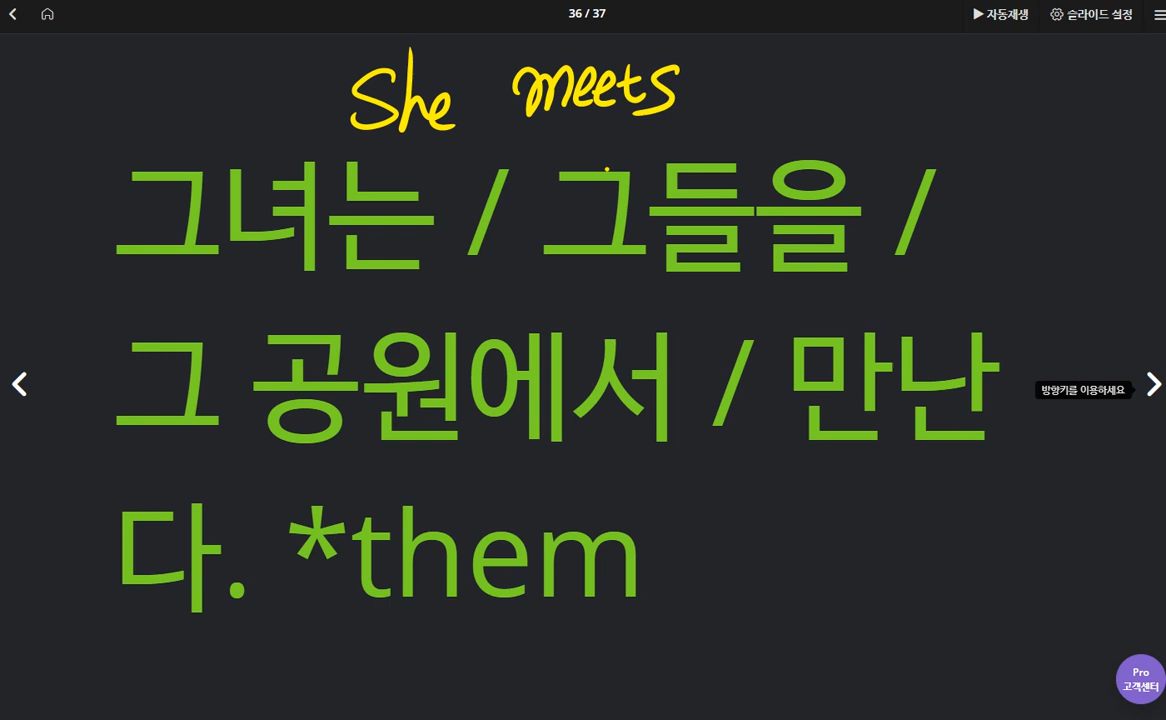 36 / 37
▶ 자동재생
슬라이드 설정
She meets
그녀는 / 그들을 /
그 공원에서 / 만난
다. *them
방향키를 이용하세요
Pro
고객센터